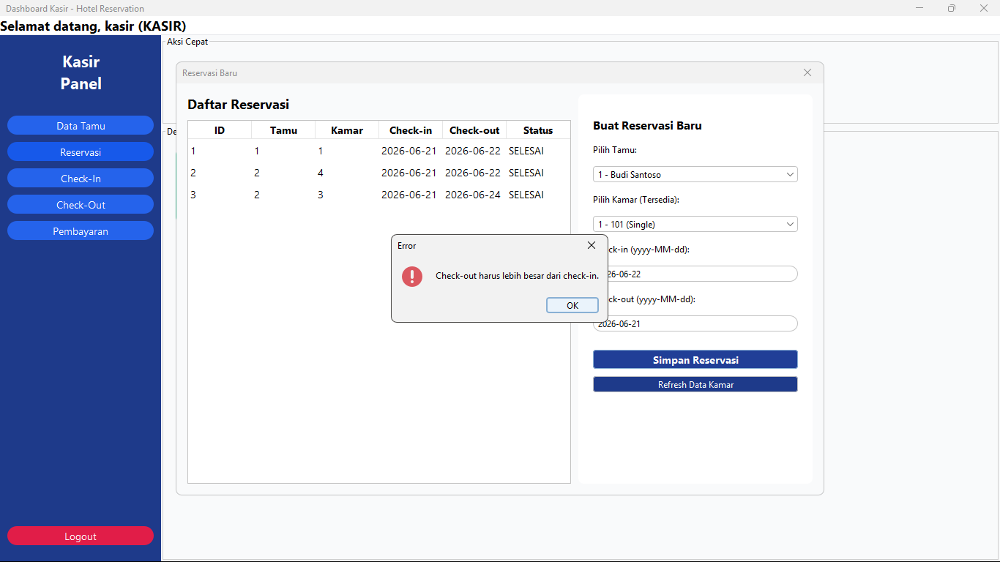 Dashboard Kasir - Hotel Reservation
Selamat datang, kasir (KASIR)
Kasir
Panel
Data Tamu
Reservasi
Check-In
Check-Out
Pembayaran
Logout
Aksi Cepat
De
Reservasi Baru
Daftar Reservasi
ID Tamu Kamar Check-in Check-out Status
1 1 1 2026-06-21 2026-06-22 SELESAI
2 2 4 2026-06-21 2026-06-22 SELESAI
3 2 3 2026-06-21 2026-06-24 SELESAI
Buat Reservasi Baru
Pilih Tamu:
1 - Budi Santoso
Pilih Kamar (Tersedia):
1 - 101 (Single)
ck-in (yyyy-MM-dd):
26-06-22
ck-out (yyyy-MM-dd):
2026-06-21
Simpan Reservasi
Refresh Data Kamar
Error
Check-out harus lebih besar dari check-in.
OK